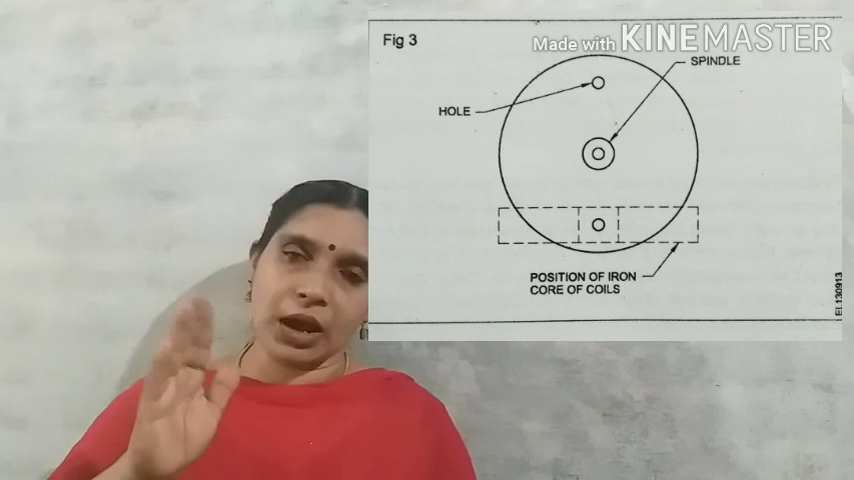 Fig 3
Made with KINEMASTER
SPINDLE
HOLE
POSITION OF IRON
CORE OF COILS
EL130913